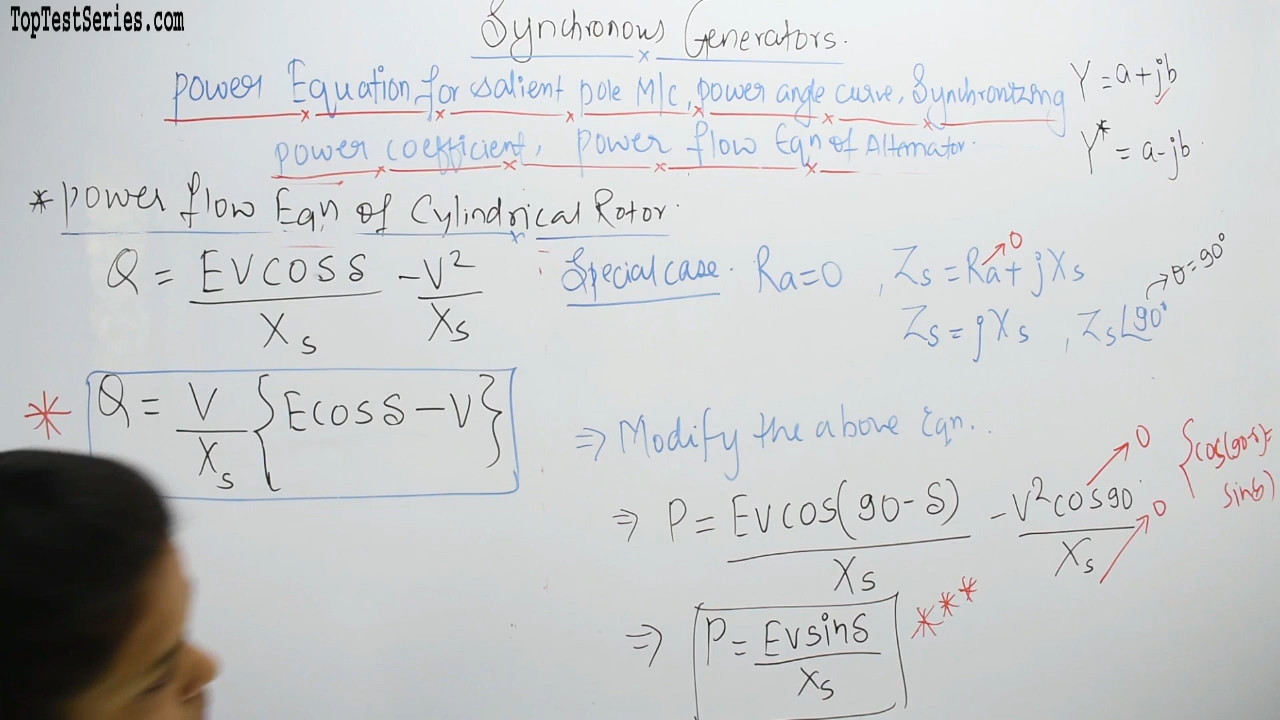 TopTestSeries.com
Synchronous Generators.
Power Equation for salient pole M/c, power angle curve, Synchronizing
power coefficient, power flow Eqn of Alternator.
Y = a+jb
Y* = a-jb
*Power flow Eqn of Cylindrical Rotor.
Q = EVCOSδ/Xs - V²/Xs
Special case. Ra=0, Zs = Ra→0 + jXs
Zs = jXs, Zs∠90° → θ=90°
* Q = V/Xs {ECOSδ - V}
⇒ Modify the above Eqn..
⇒ P = EVCOS(90-δ)/Xs - V²COS90→0/Xs→0 {cos(90-δ)=
sinδ)
⇒ P = EVsinδ/Xs ***